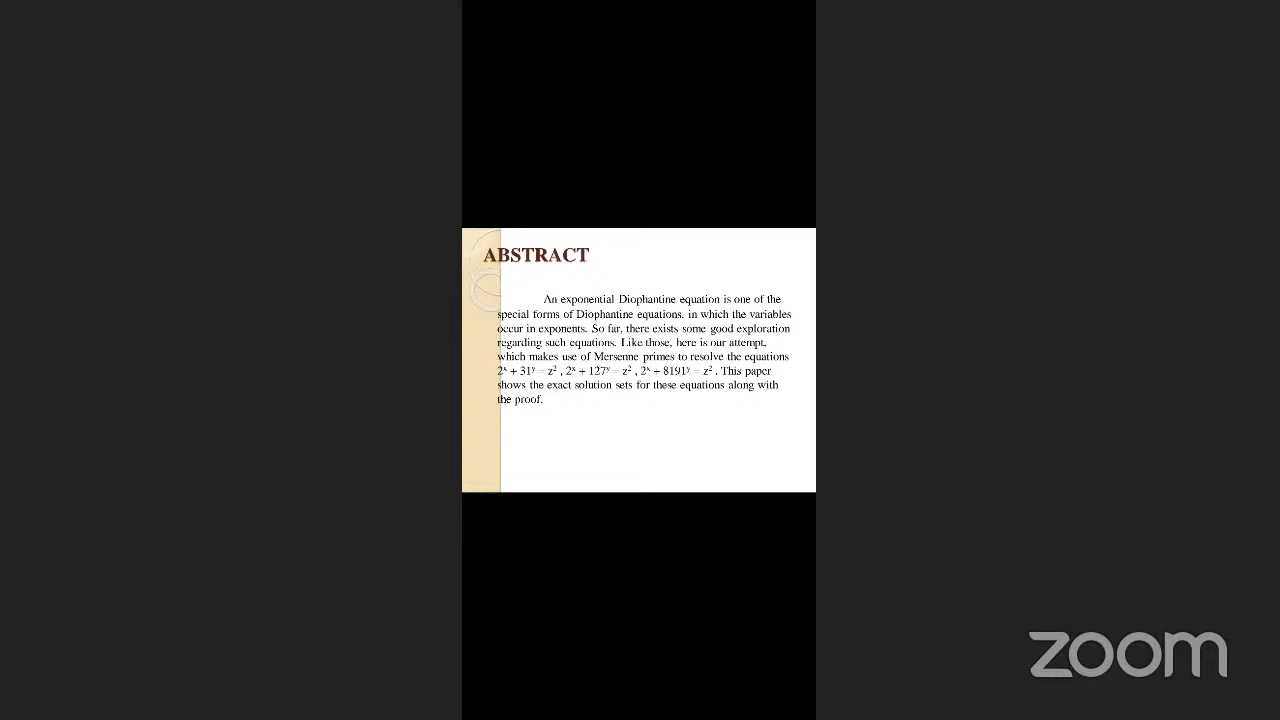 ABSTRACT
An exponential Diophantine equation is one of the
special forms of Diophantine equations, in which the variables
occur in exponents. So far, there exists some good exploration
regarding such equations. Like those, here is our attempt,
which makes use of Mersenne primes to resolve the equations
2ˣ + 31ʸ = z² , 2ˣ + 127ʸ = z² , 2ˣ + 8191ʸ = z² . This paper
shows the exact solution sets for these equations along with
the proof.
zoom